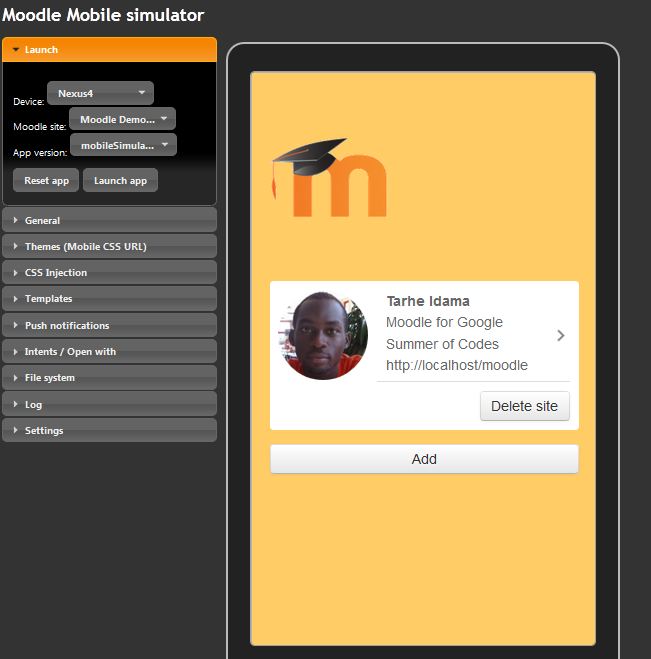 Moodle Mobile simulator
Launch
Device: Nexus4
Moodle site: Moodle Demo...
App version: mobileSimula...
Reset app Launch app
General
Themes (Mobile CSS URL)
CSS Injection
Templates
Push notifications
Intents / Open with
File system
Log
Settings
m
Tarhe Idama
Moodle for Google
Summer of Codes
http://localhost/moodle
Delete site
Add